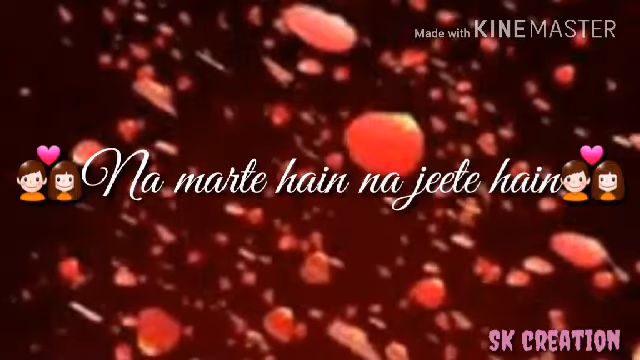 Made with KINEMASTER
Na marte hain na jeete hain
SK CREATION